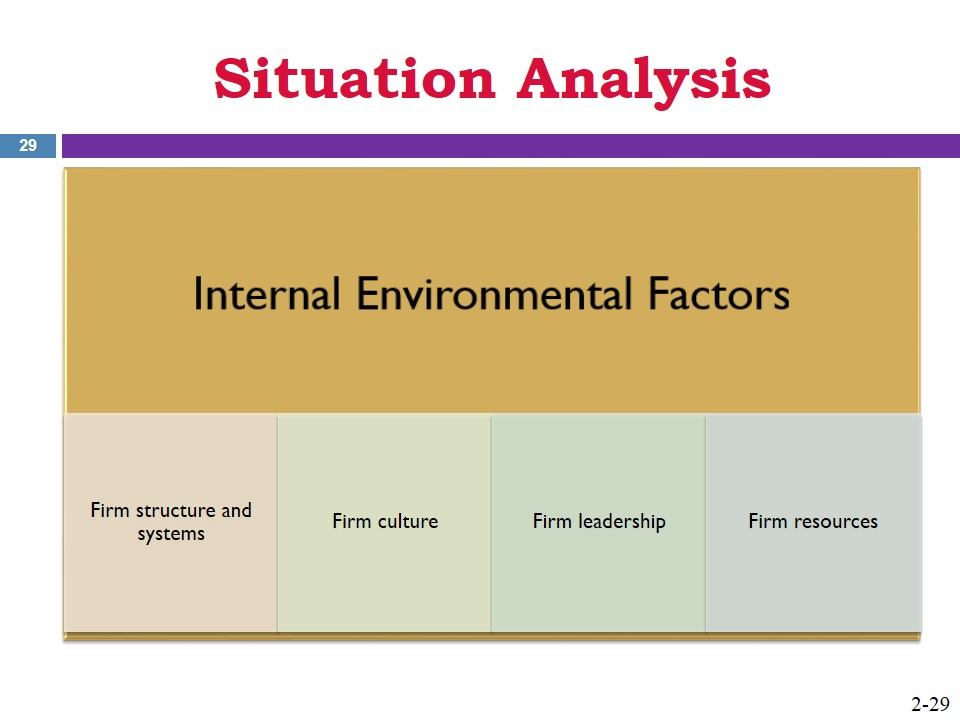 Situation Analysis
29
Internal Environmental Factors
Firm structure and
systems
Firm culture
Firm leadership
Firm resources
2-29